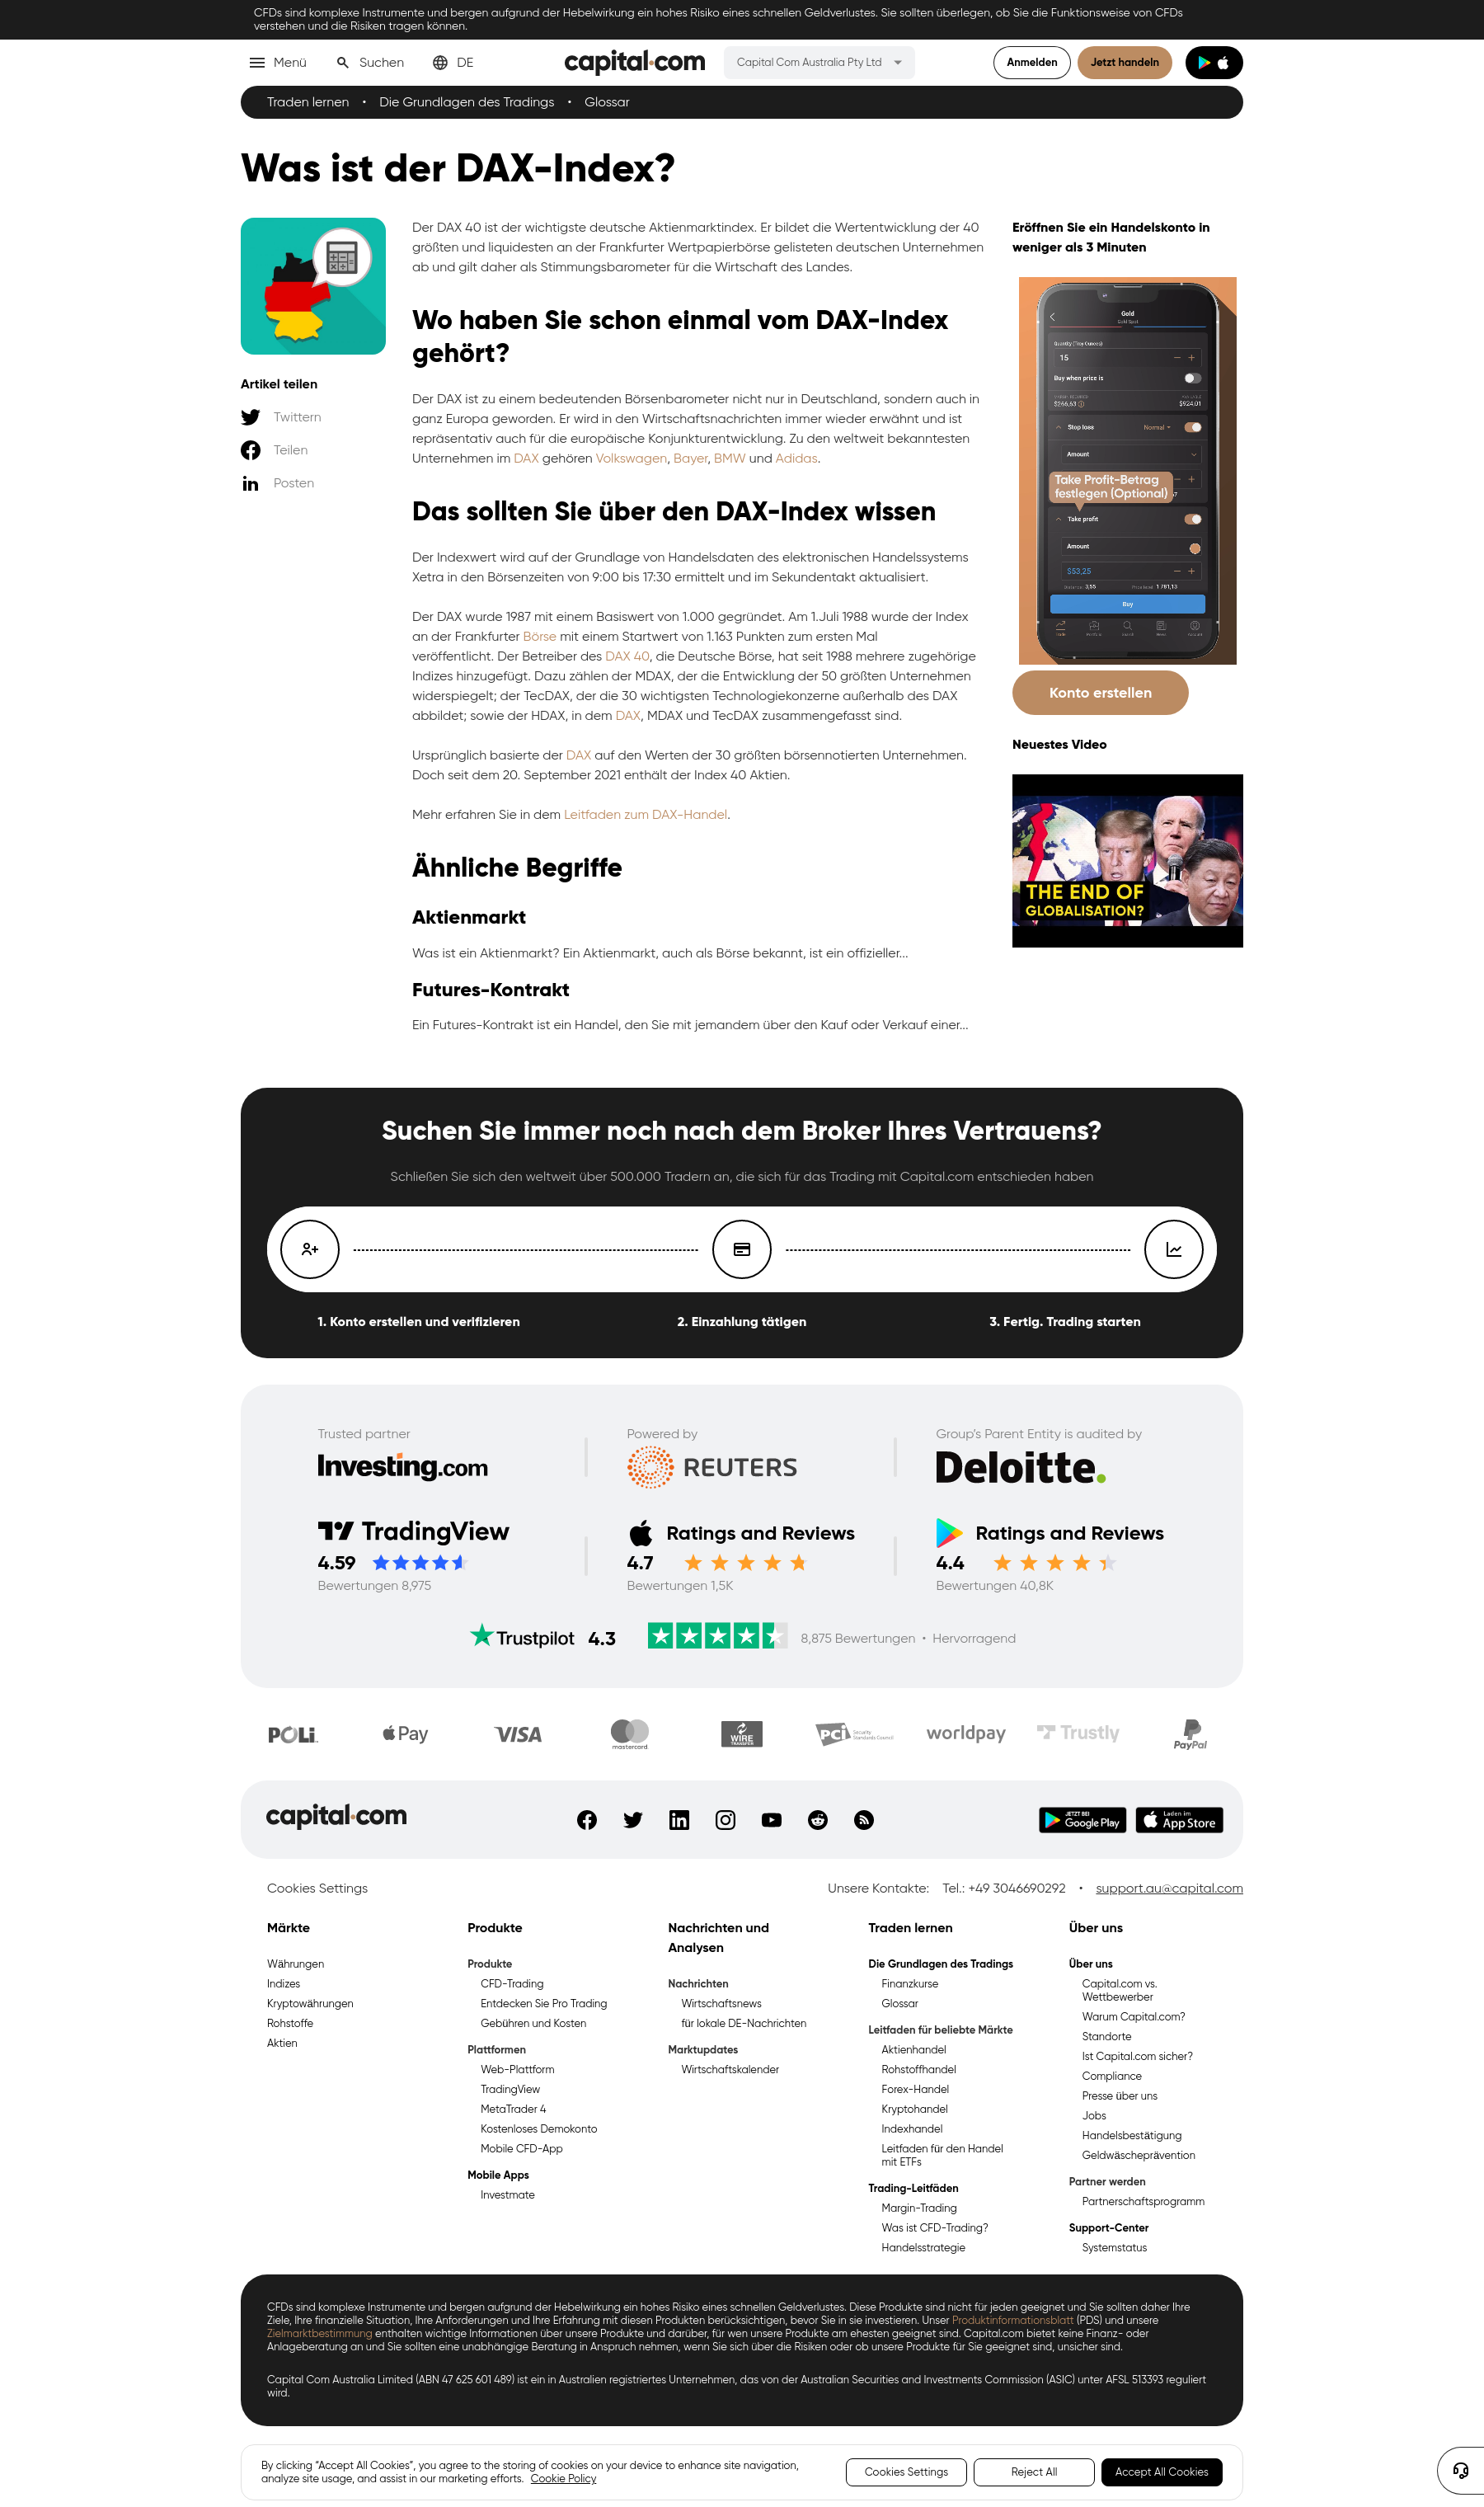 CFDs sind komplexe Instrumente und bergen aufgrund der Hebelwirkung ein hohes Risiko eines schnellen Geldverlustes. Sie sollten überlegen, ob Sie die Funktionsweise von CFDs
verstehen und die Risiken tragen können.
Menü
Suchen
DE
capital.com
Capital Com Australia Pty Ltd
Anmelden
Jetzt handeln
Traden lernen • Die Grundlagen des Tradings • Glossar
Was ist der DAX-Index?
Artikel teilen
Twittern
Teilen
Posten
Der DAX 40 ist der wichtigste deutsche Aktienmarktindex. Er bildet die Wertentwicklung der 40
größten und liquidesten an der Frankfurter Wertpapierbörse gelisteten deutschen Unternehmen
ab und gilt daher als Stimmungsbarometer für die Wirtschaft des Landes.
Wo haben Sie schon einmal vom DAX-Index
gehört?
Der DAX ist zu einem bedeutenden Börsenbarometer nicht nur in Deutschland, sondern auch in
ganz Europa geworden. Er wird in den Wirtschaftsnachrichten immer wieder erwähnt und ist
repräsentativ auch für die europäische Konjunkturentwicklung. Zu den weltweit bekanntesten
Unternehmen im DAX gehören Volkswagen, Bayer, BMW und Adidas.
Das sollten Sie über den DAX-Index wissen
Der Indexwert wird auf der Grundlage von Handelsdaten des elektronischen Handelssystems
Xetra in den Börsenzeiten von 9:00 bis 17:30 ermittelt und im Sekundentakt aktualisiert.
Der DAX wurde 1987 mit einem Basiswert von 1.000 gegründet. Am 1.Juli 1988 wurde der Index
an der Frankfurter Börse mit einem Startwert von 1.163 Punkten zum ersten Mal
veröffentlicht. Der Betreiber des DAX 40, die Deutsche Börse, hat seit 1988 mehrere zugehörige
Indizes hinzugefügt. Dazu zählen der MDAX, der die Entwicklung der 50 größten Unternehmen
widerspiegelt; der TecDAX, der die 30 wichtigsten Technologiekonzerne außerhalb des DAX
abbildet; sowie der HDAX, in dem DAX, MDAX und TecDAX zusammengefasst sind.
Ursprünglich basierte der DAX auf den Werten der 30 größten börsennotierten Unternehmen.
Doch seit dem 20. September 2021 enthält der Index 40 Aktien.
Mehr erfahren Sie in dem Leitfaden zum DAX-Handel.
Ähnliche Begriffe
Aktienmarkt
Was ist ein Aktienmarkt? Ein Aktienmarkt, auch als Börse bekannt, ist ein offizieller...
Futures-Kontrakt
Ein Futures-Kontrakt ist ein Handel, den Sie mit jemandem über den Kauf oder Verkauf einer...
Eröffnen Sie ein Handelskonto in
weniger als 3 Minuten
Gold
Gold Spot
Quantity (Troy Ounces)
15
Buy when price is
$266,63
$924,01
Stop loss
Normal
Amount
Take Profit-Betrag
festlegen (Optional)
Take profit
Amount
$53,25
Buy
Konto erstellen
Neuestes Video
THE END OF
GLOBALISATION?
Suchen Sie immer noch nach dem Broker Ihres Vertrauens?
Schließen Sie sich den weltweit über 500.000 Tradern an, die sich für das Trading mit Capital.com entschieden haben
1. Konto erstellen und verifizieren
2. Einzahlung tätigen
3. Fertig. Trading starten
Trusted partner
Investing.com
Powered by
REUTERS
Group's Parent Entity is audited by
Deloitte.
TradingView
4.59
Bewertungen 8,975
Ratings and Reviews
4.7
Bewertungen 1,5K
Ratings and Reviews
4.4
Bewertungen 40,8K
Trustpilot 4.3
8,875 Bewertungen • Hervorragend
POLi
Pay
VISA
mastercard
WIRE
TRANSFER
PCI Security
Standards Council
worldpay
Trustly
PayPal
capital.com
JETZT BEI
Google Play
Laden im
App Store
Cookies Settings
Unsere Kontakte: Tel.: +49 3046690292 • support.au@capital.com
Märkte
Währungen
Indizes
Kryptowährungen
Rohstoffe
Aktien
Produkte
Produkte
CFD-Trading
Entdecken Sie Pro Trading
Gebühren und Kosten
Plattformen
Web-Plattform
TradingView
MetaTrader 4
Kostenloses Demokonto
Mobile CFD-App
Mobile Apps
Investmate
Nachrichten und
Analysen
Nachrichten
Wirtschaftsnews
für lokale DE-Nachrichten
Marktupdates
Wirtschaftskalender
Traden lernen
Die Grundlagen des Tradings
Finanzkurse
Glossar
Leitfaden für beliebte Märkte
Aktienhandel
Rohstoffhandel
Forex-Handel
Kryptohandel
Indexhandel
Leitfaden für den Handel
mit ETFs
Trading-Leitfäden
Margin-Trading
Was ist CFD-Trading?
Handelsstrategie
Über uns
Über uns
Capital.com vs.
Wettbewerber
Warum Capital.com?
Standorte
Ist Capital.com sicher?
Compliance
Presse über uns
Jobs
Handelsbestätigung
Geldwäscheprävention
Partner werden
Partnerschaftsprogramm
Support-Center
Systemstatus
CFDs sind komplexe Instrumente und bergen aufgrund der Hebelwirkung ein hohes Risiko eines schnellen Geldverlustes. Diese Produkte sind nicht für jeden geeignet und Sie sollten daher Ihre
Ziele, Ihre finanzielle Situation, Ihre Anforderungen und Ihre Erfahrung mit diesen Produkten berücksichtigen, bevor Sie in sie investieren. Unser Produktinformationsblatt (PDS) und unsere
Zielmarktbestimmung enthalten wichtige Informationen über unsere Produkte und darüber, für wen unsere Produkte am ehesten geeignet sind. Capital.com bietet keine Finanz- oder
Anlageberatung an und Sie sollten eine unabhängige Beratung in Anspruch nehmen, wenn Sie sich über die Risiken oder ob unsere Produkte für Sie geeignet sind, unsicher sind.
Capital Com Australia Limited (ABN 47 625 601 489) ist ein in Australien registriertes Unternehmen, das von der Australian Securities and Investments Commission (ASIC) unter AFSL 513393 reguliert
wird.
By clicking "Accept All Cookies", you agree to the storing of cookies on your device to enhance site navigation,
analyze site usage, and assist in our marketing efforts. Cookie Policy
Cookies Settings
Reject All
Accept All Cookies